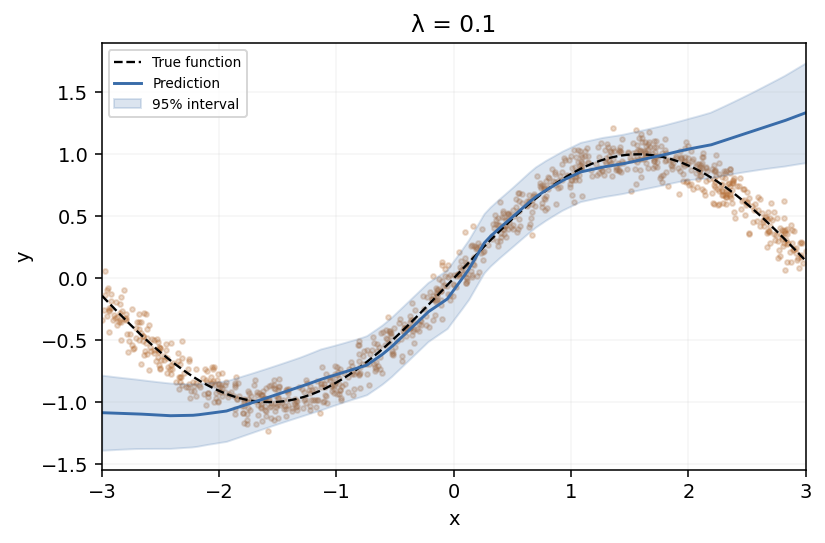 λ = 0.1
True function
Prediction
95% interval
y
1.5
1.0
0.5
0.0
−0.5
−1.0
−1.5
−3 −2 −1 0 1 2 3
x